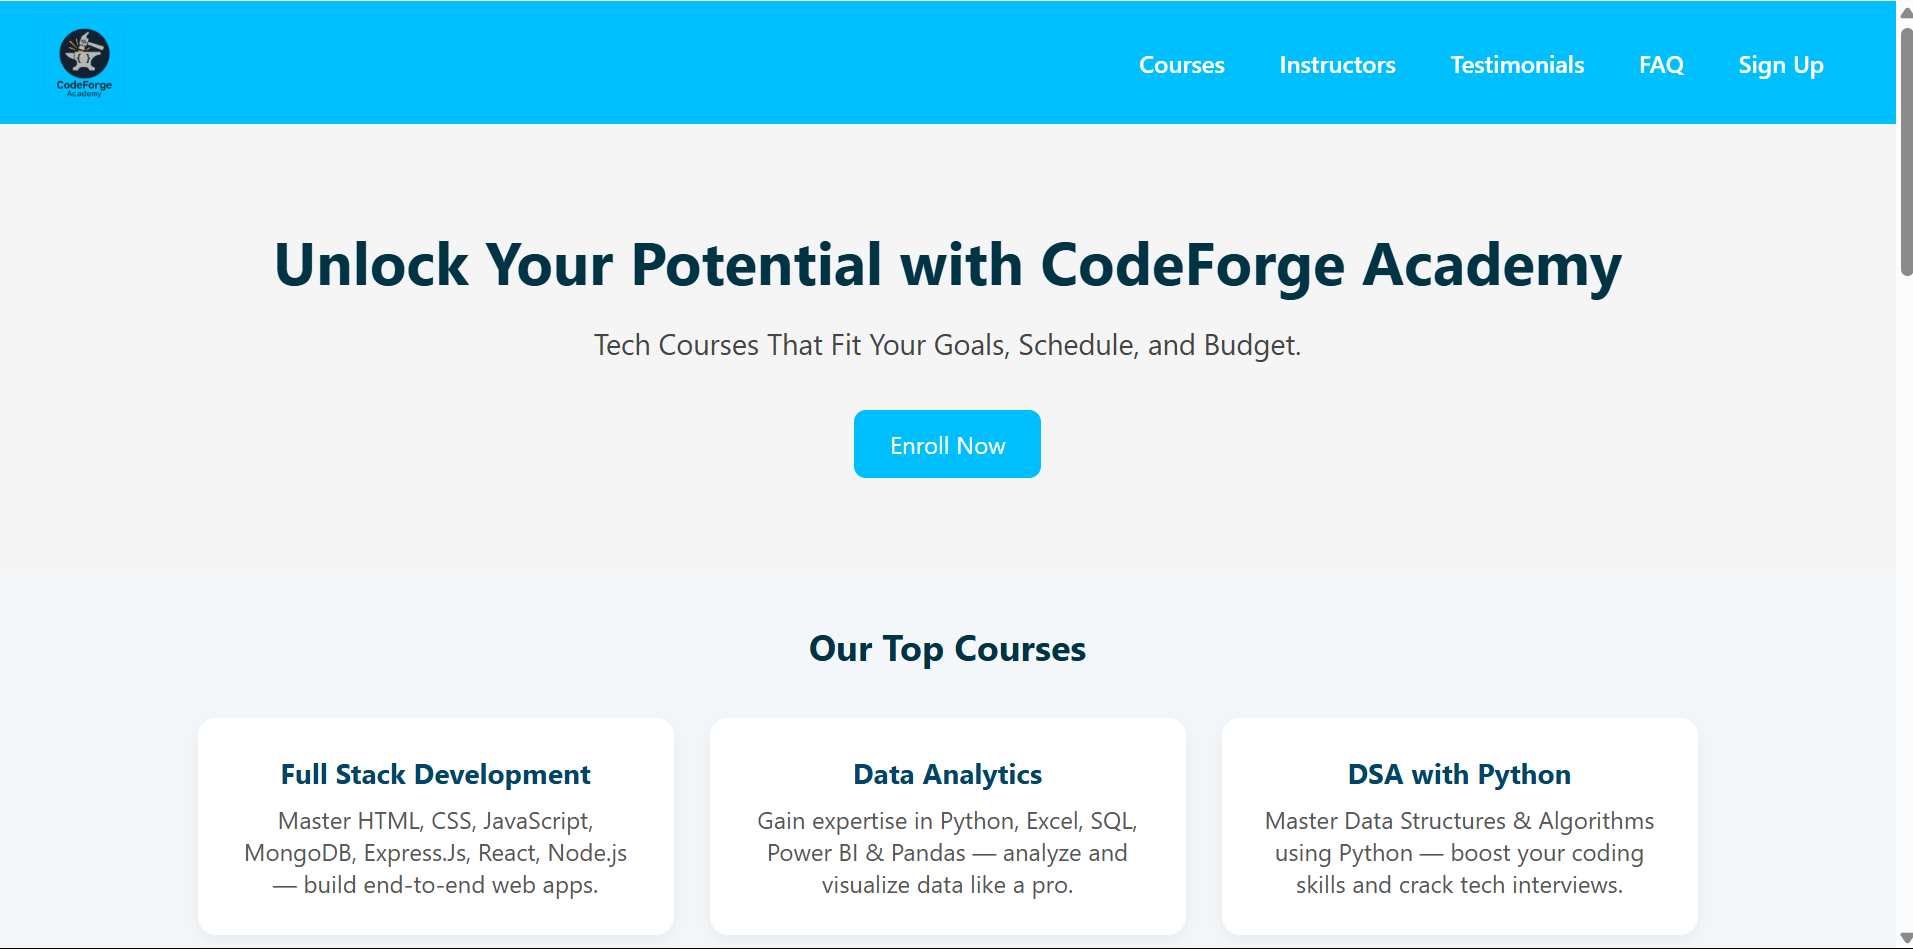 CodeForge
Academy
Courses
Instructors
Testimonials
FAQ
Sign Up
Unlock Your Potential with CodeForge Academy
Tech Courses That Fit Your Goals, Schedule, and Budget.
Enroll Now
Our Top Courses
Full Stack Development
Master HTML, CSS, JavaScript,
MongoDB, Express.Js, React, Node.js
— build end-to-end web apps.
Data Analytics
Gain expertise in Python, Excel, SQL,
Power BI & Pandas — analyze and
visualize data like a pro.
DSA with Python
Master Data Structures & Algorithms
using Python — boost your coding
skills and crack tech interviews.